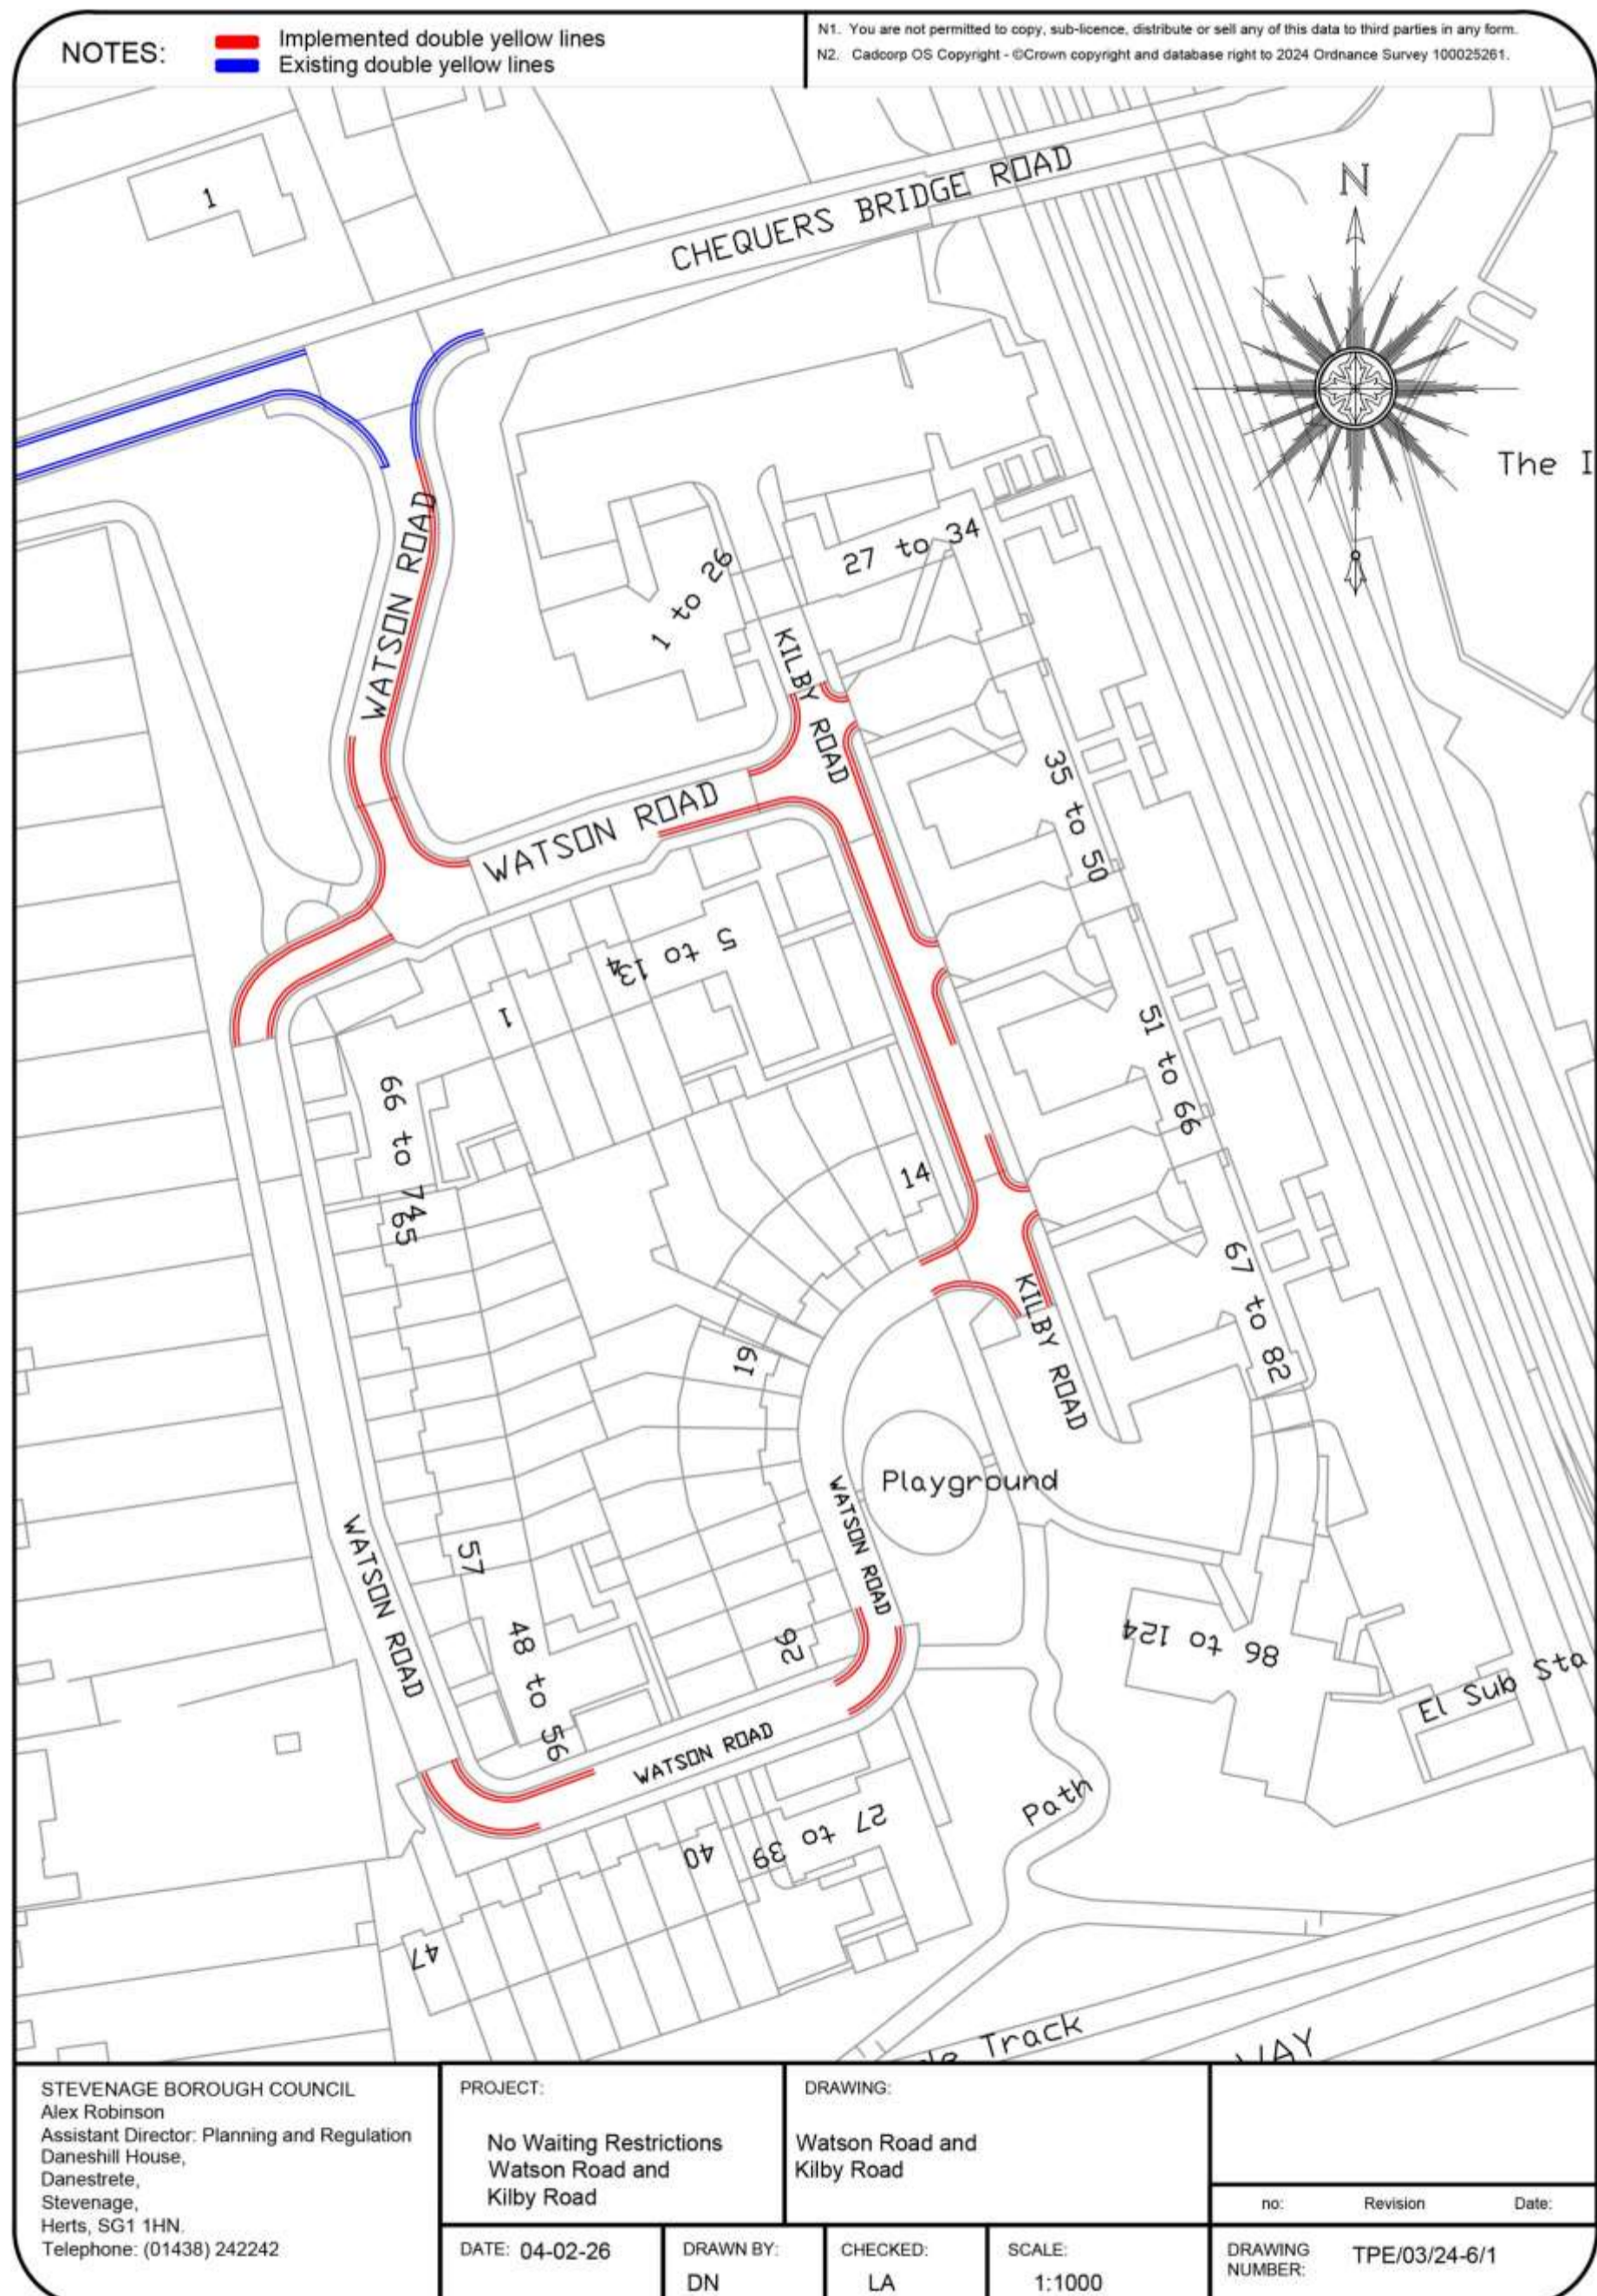 NOTES:
Implemented double yellow lines
Existing double yellow lines
N1. You are not permitted to copy, sub-licence, distribute or sell any of this data to third parties in any form.
N2. Cadcorp OS Copyright - ©Crown copyright and database right to 2024 Ordnance Survey 100025261.
1
CHEQUERS BRIDGE ROAD
N
The I
WATSON ROAD
1 to 26
27 to 34
KILBY ROAD
35 to 50
WATSON ROAD
5 to 13
4
1
51 to 66
66 to 74
65
14
67 to 82
KILBY ROAD
19
Playground
WATSON ROAD
WATSON ROAD
57
48 to 56
26
86 to 124
El Sub Sta
WATSON ROAD
Path
27 to 39
40
47
Track
WAY
STEVENAGE BOROUGH COUNCIL
Alex Robinson
Assistant Director: Planning and Regulation
Daneshill House,
Danestrete,
Stevenage,
Herts, SG1 1HN.
Telephone: (01438) 242242
PROJECT:
No Waiting Restrictions
Watson Road and
Kilby Road
DRAWING:
Watson Road and
Kilby Road
no: Revision Date:
DATE: 04-02-26
DRAWN BY:
DN
CHECKED:
LA
SCALE:
1:1000
DRAWING
NUMBER:
TPE/03/24-6/1